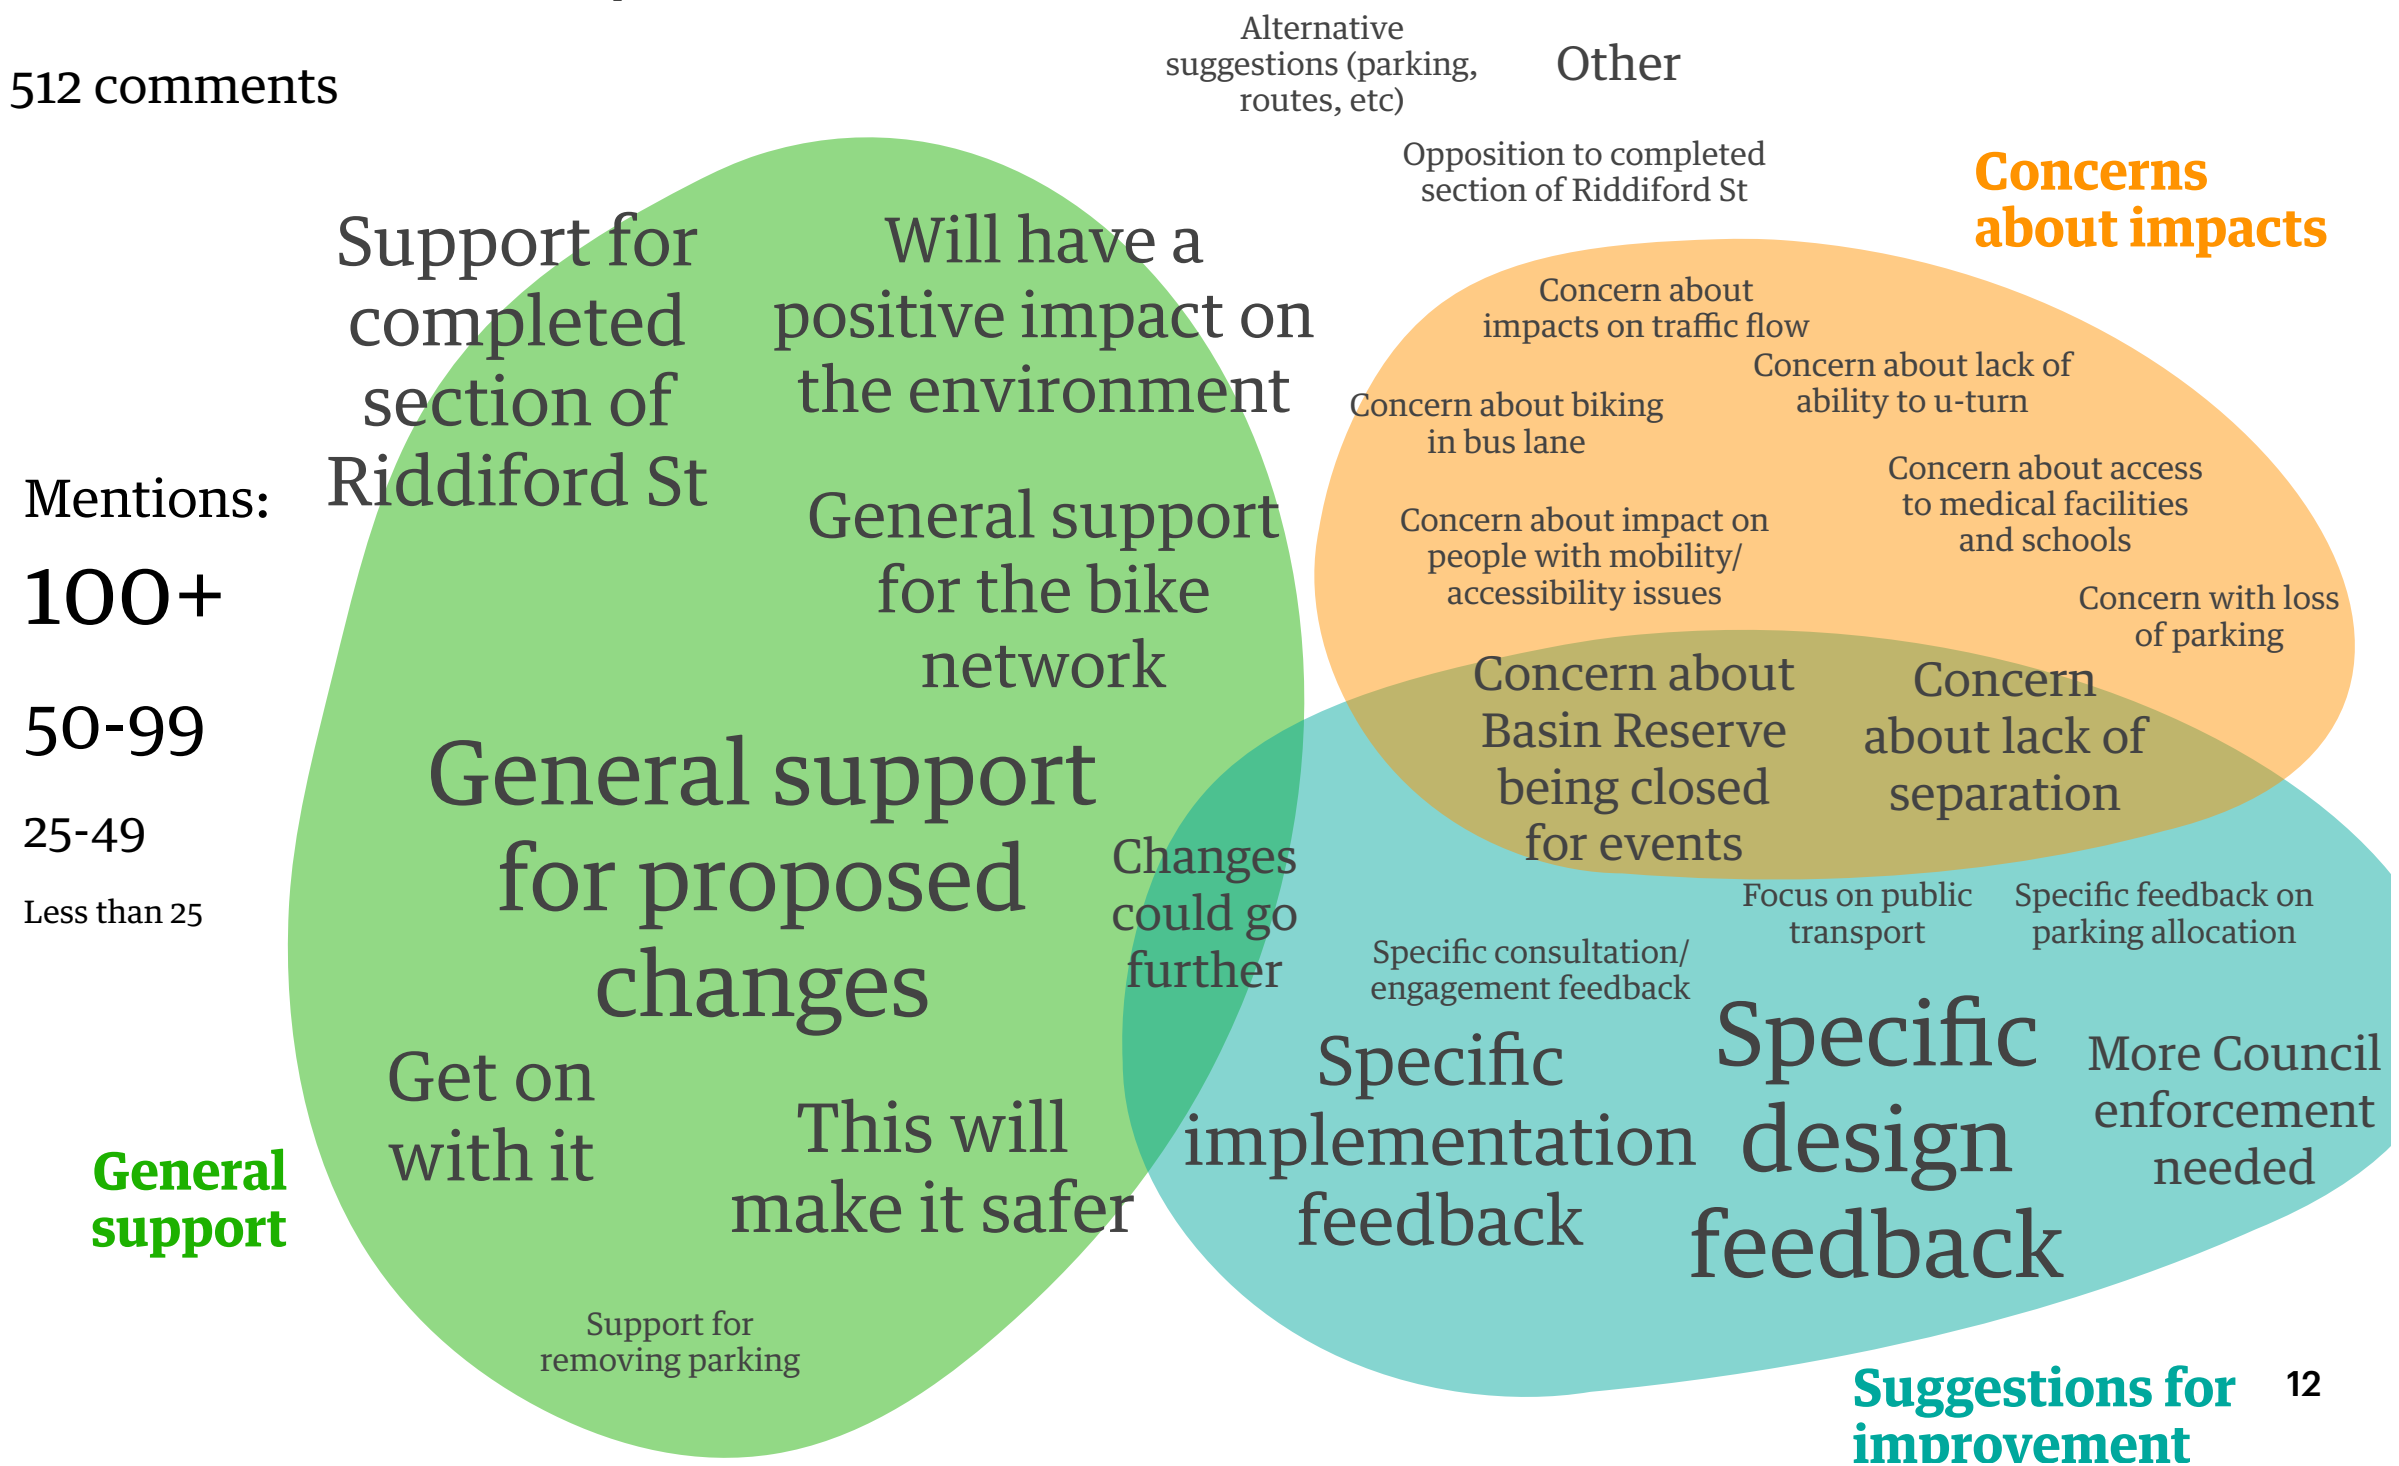 512 comments
Alternative
suggestions (parking,
routes, etc)
Other
Opposition to completed
section of Riddiford St
Concerns
about impacts
Support for
completed
section of
Riddiford St
Will have a
positive impact on
the environment
General support
for the bike
network
General support
for proposed
changes
Get on
with it
This will
make it safer
Support for
removing parking
Mentions:
100+
50-99
25-49
Less than 25
General
support
Changes
could go
further
Concern about
impacts on traffic flow
Concern about lack of
ability to u-turn
Concern about biking
in bus lane
Concern about access
to medical facilities
and schools
Concern about impact on
people with mobility/
accessibility issues
Concern with loss
of parking
Concern about
Basin Reserve
being closed
for events
Concern
about lack of
separation
Focus on public
transport
Specific feedback on
parking allocation
Specific consultation/
engagement feedback
Specific
implementation
feedback
Specific
design
feedback
More Council
enforcement
needed
Suggestions for
improvement
12